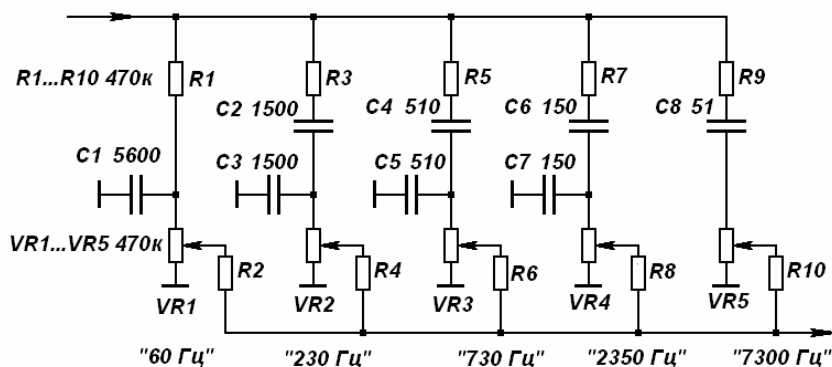 R1...R10 470к R1 R3 R5 R7 R9
C2 1500 C4 510 C6 150 C8 51
C1 5600 C3 1500 C5 510 C7 150
VR1...VR5 470к
R2 R4 R6 R8 R10
VR1 VR2 VR3 VR4 VR5
"60 Гц" "230 Гц" "730 Гц" "2350 Гц" "7300 Гц"